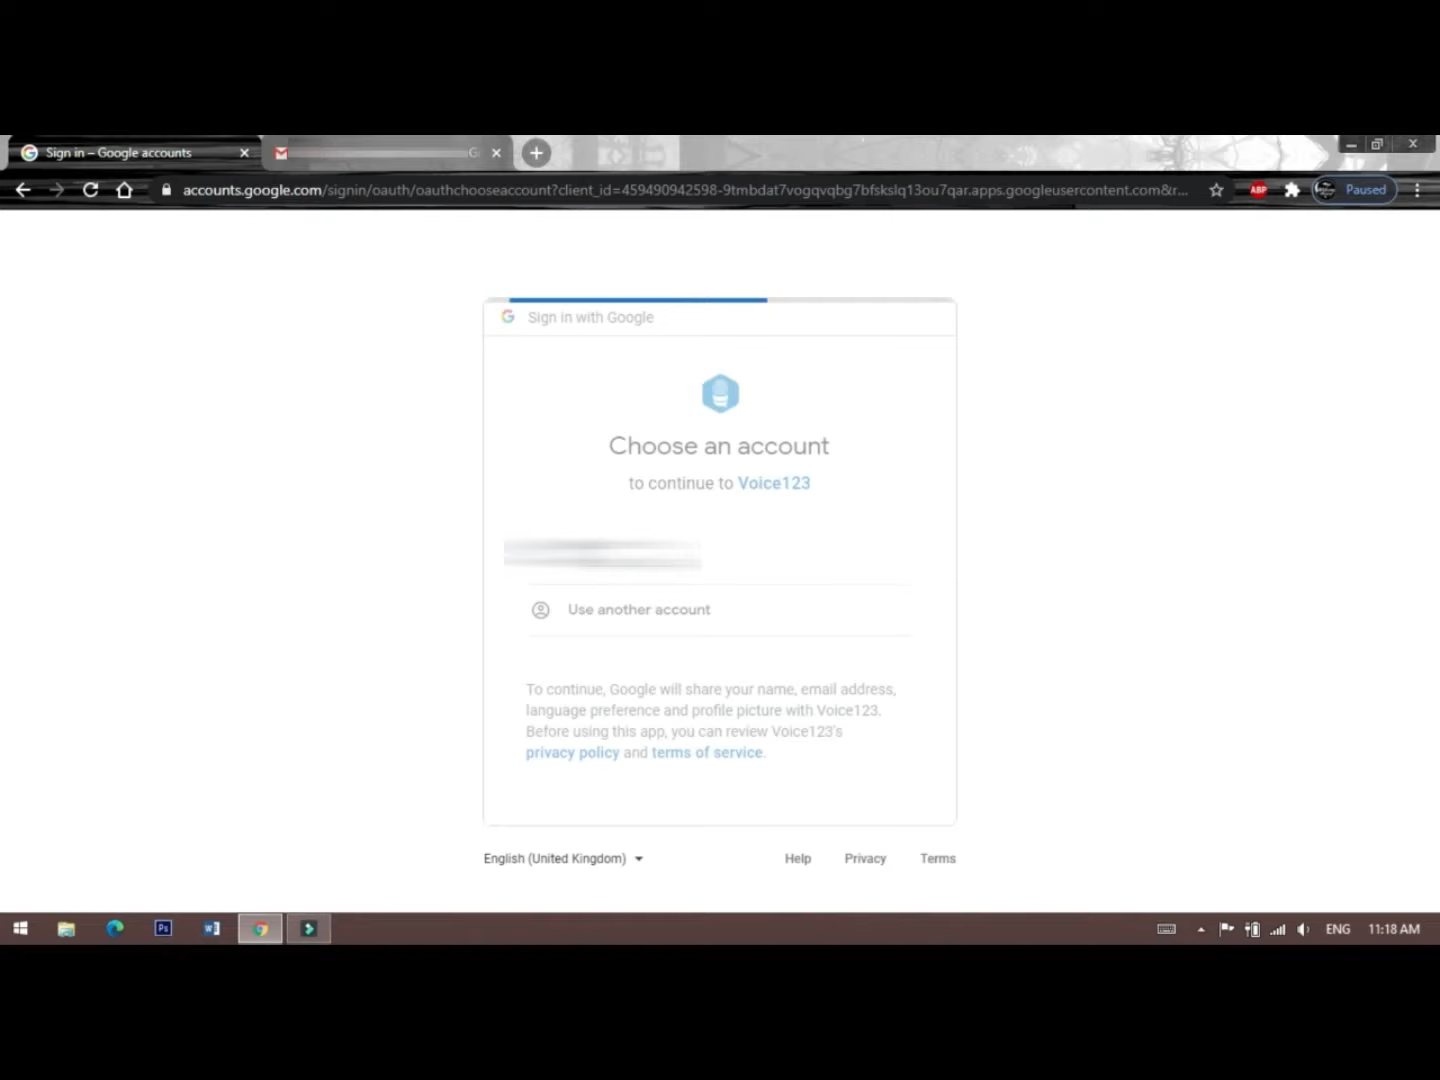 Sign in – Google accounts
G
accounts.google.com/signin/oauth/oauthchooseaccount?client_id=459490942598-9tmbdat7vogqvqbg7bfskslq13ou7qar.apps.googleusercontent.com&r...
ABP
Paused
Sign in with Google
Choose an account
to continue to Voice123
Use another account
To continue, Google will share your name, email address,
language preference and profile picture with Voice123.
Before using this app, you can review Voice123's
privacy policy and terms of service.
English (United Kingdom)
Help
Privacy
Terms
Ps
ENG
11:18 AM